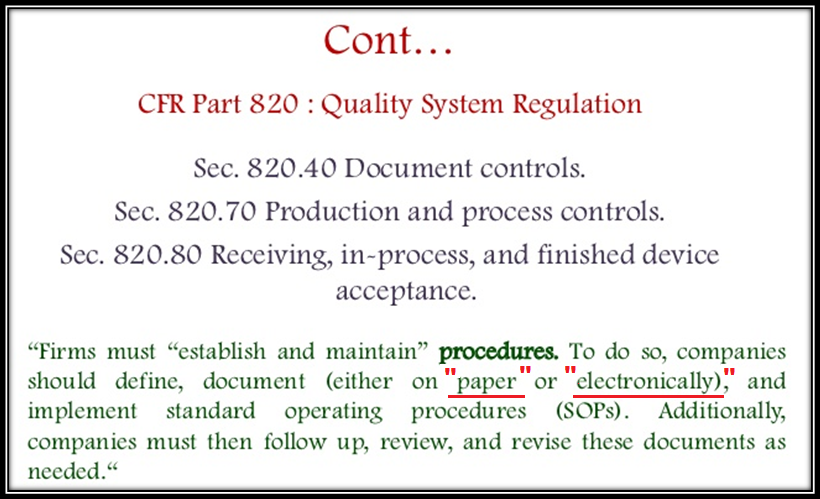 Cont...
CFR Part 820 : Quality System Regulation
Sec. 820.40 Document controls.
Sec. 820.70 Production and process controls.
Sec. 820.80 Receiving, in-process, and finished device
acceptance.
“Firms must “establish and maintain” procedures. To do so, companies
should define, document (either on "paper" or "electronically)," and
implement standard operating procedures (SOPs). Additionally,
companies must then follow up, review, and revise these documents as
needed.“